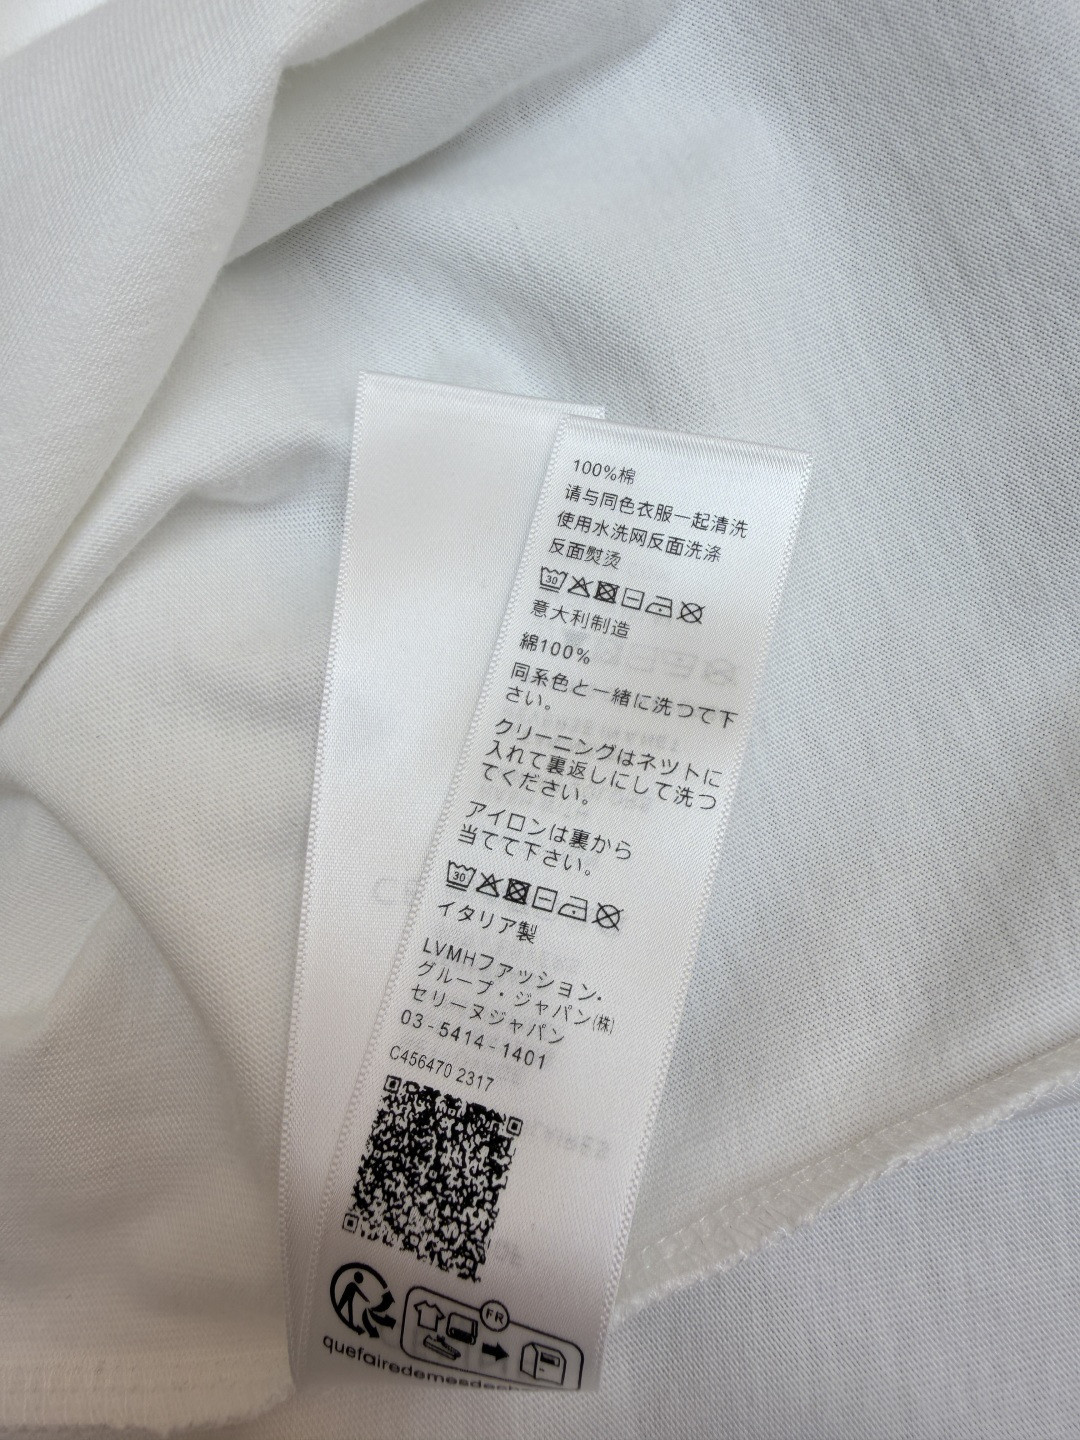 100%棉
请与同色衣服一起清洗
使用水洗网反面洗涤
反面熨烫
30
意大利制造
綿100%
同系色と一緒に洗つて下
さい。
クリーニングはネットに
入れて裏返しにして洗つ
てください。
アイロンは裏から
当てて下さい。
30
イタリア製
LVMHファッション・
グループ・ジャパン(株)
セリーヌジャパン
03-5414-1401
C456470 2317
FR